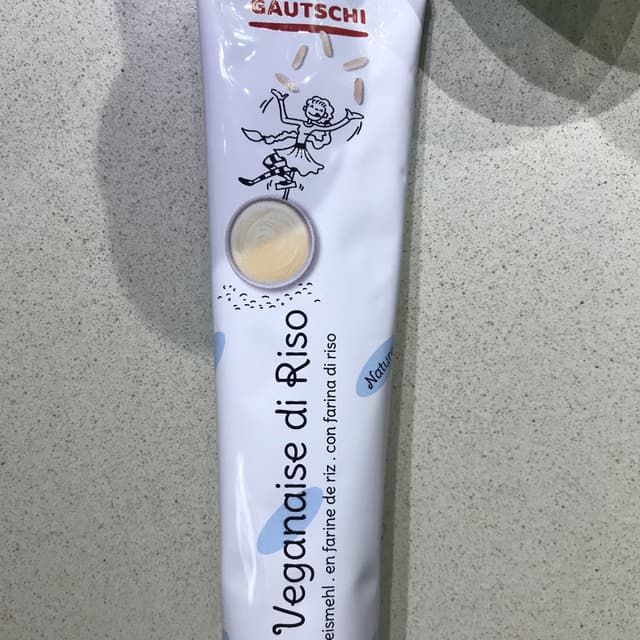 GAUTSCHI
Veganaise di Riso
eismehl . en farine de riz . con farina di riso
Natur